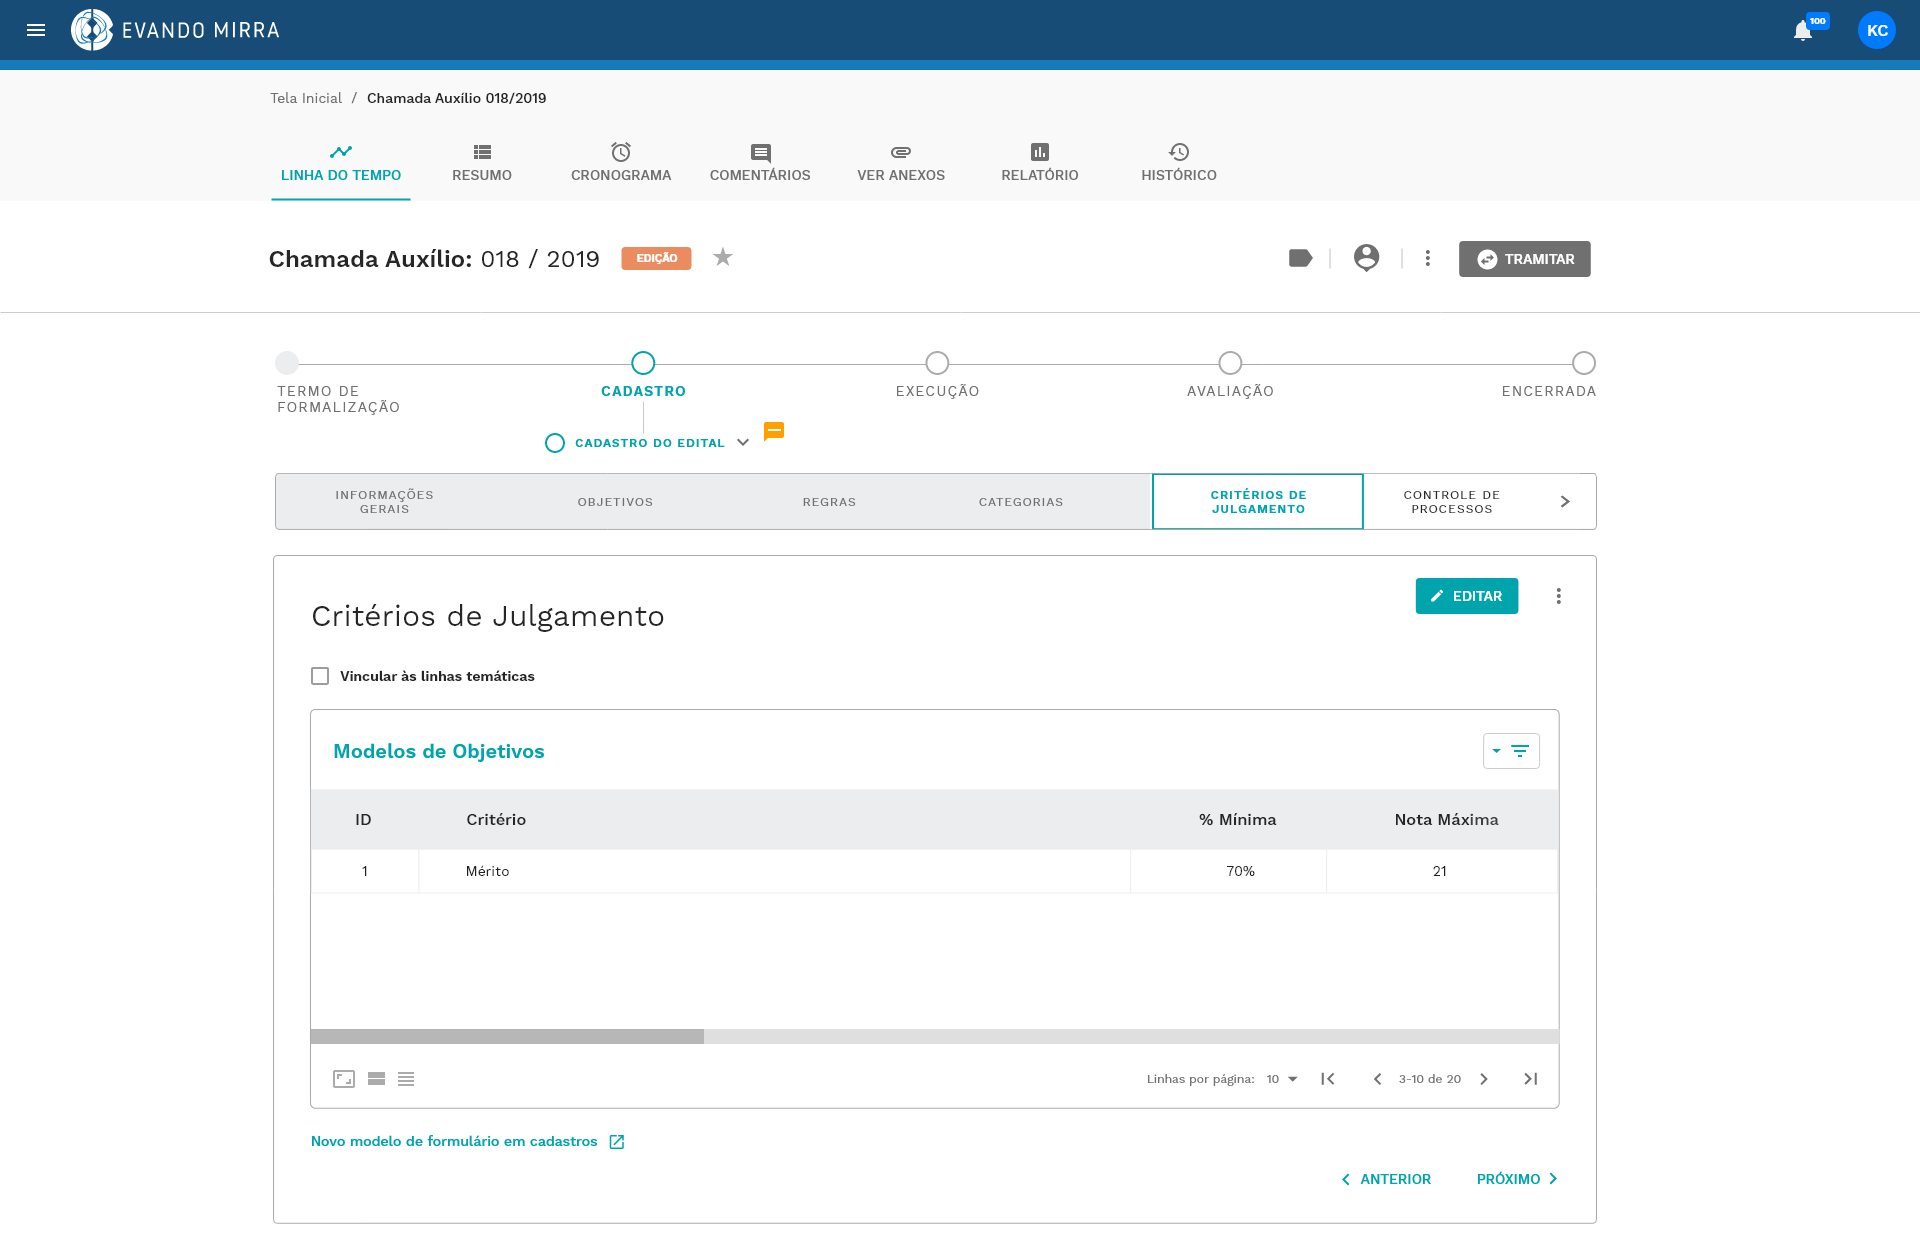 EVANDO MIRRA
100
KC
Tela Inicial / Chamada Auxílio 018/2019
LINHA DO TEMPO
RESUMO
CRONOGRAMA
COMENTÁRIOS
VER ANEXOS
RELATÓRIO
HISTÓRICO
Chamada Auxílio: 018 / 2019
EDIÇÃO
TRAMITAR
TERMO DE
FORMALIZAÇÃO
CADASTRO
EXECUÇÃO
AVALIAÇÃO
ENCERRADA
CADASTRO DO EDITAL
INFORMAÇÕES
GERAIS
OBJETIVOS
REGRAS
CATEGORIAS
CRITÉRIOS DE
JULGAMENTO
CONTROLE DE
PROCESSOS
EDITAR
Critérios de Julgamento
Vincular às linhas temáticas
Modelos de Objetivos
ID Critério % Mínima Nota Máxima
1 Mérito 70% 21
Linhas por página: 10 3-10 de 20
Novo modelo de formulário em cadastros
ANTERIOR PRÓXIMO